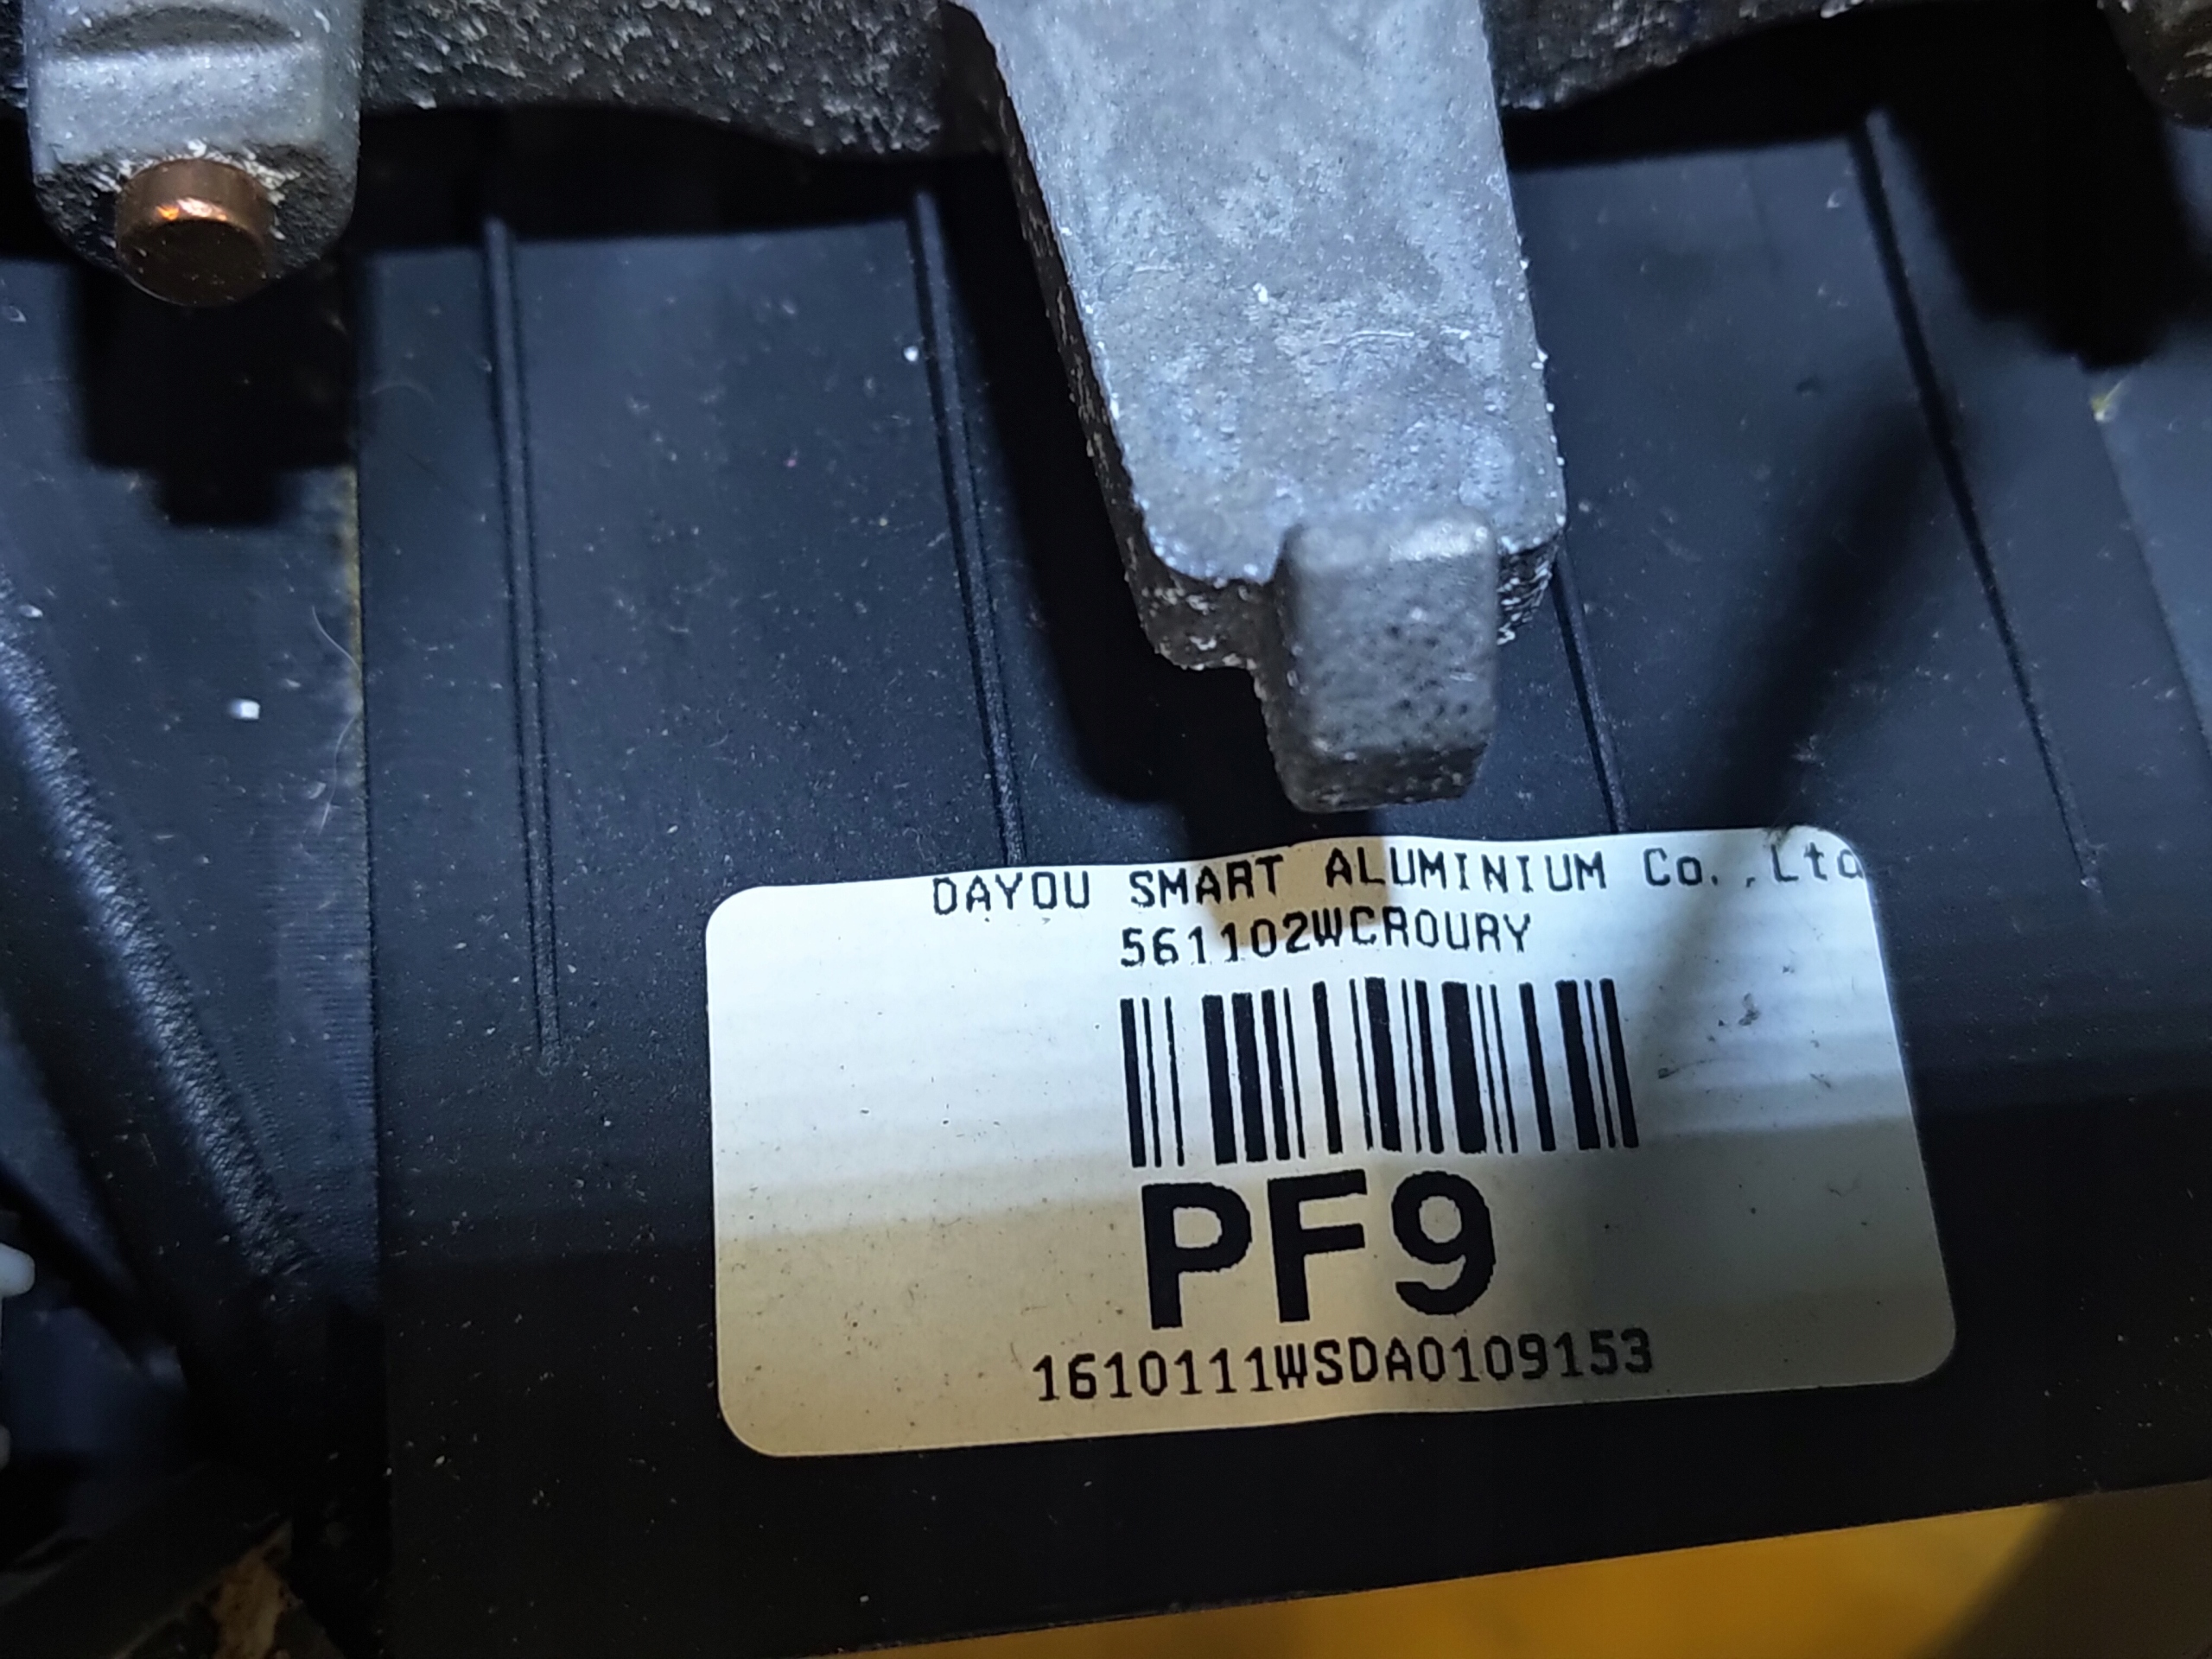 DAYOU SMART ALUMINIUM Co.,Ltd
561102WCROURY
PF9
1610111WSDA0109153